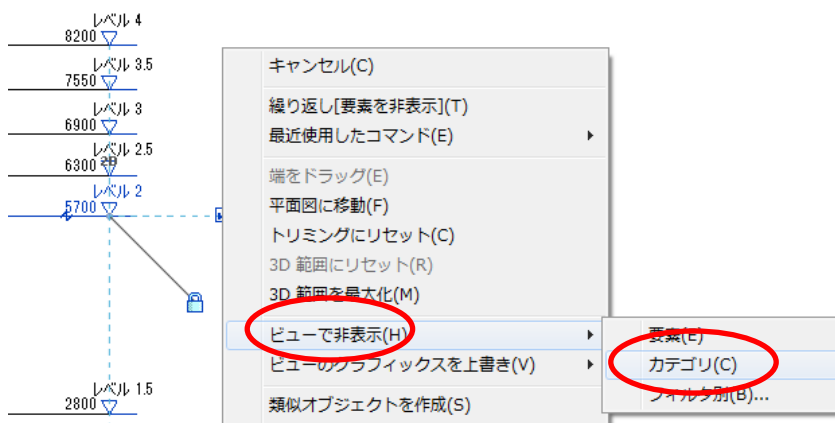 レベル 4
8200
レベル 3.5
7550
レベル 3
6900
レベル 2.5
6300
レベル 2
5700
レベル 1.5
2800
キャンセル(C)
繰り返し[要素を非表示](T)
最近使用したコマンド(E)
端をドラッグ(E)
平面図に移動(F)
トリミングにリセット(C)
3D 範囲にリセット(R)
3D 範囲を最大化(M)
ビューで非表示(H)
ビューのグラフィックスを上書き(V)
類似オブジェクトを作成(S)
要素(E)
カテゴリ(C)
フィルタ別(B)...